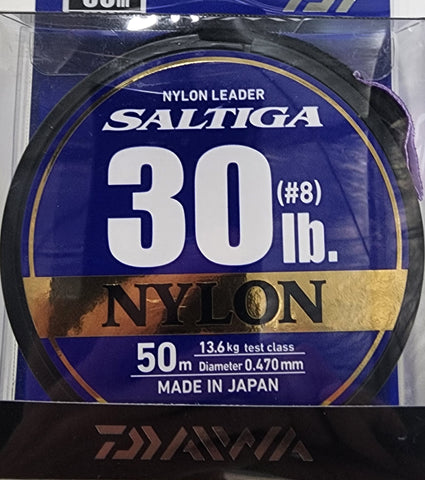 NYLON LEADER
SALTIGA
30 lb.
(#8)
NYLON
50m
13.6kg test class
Diameter 0.470mm
MADE IN JAPAN
DAIWA